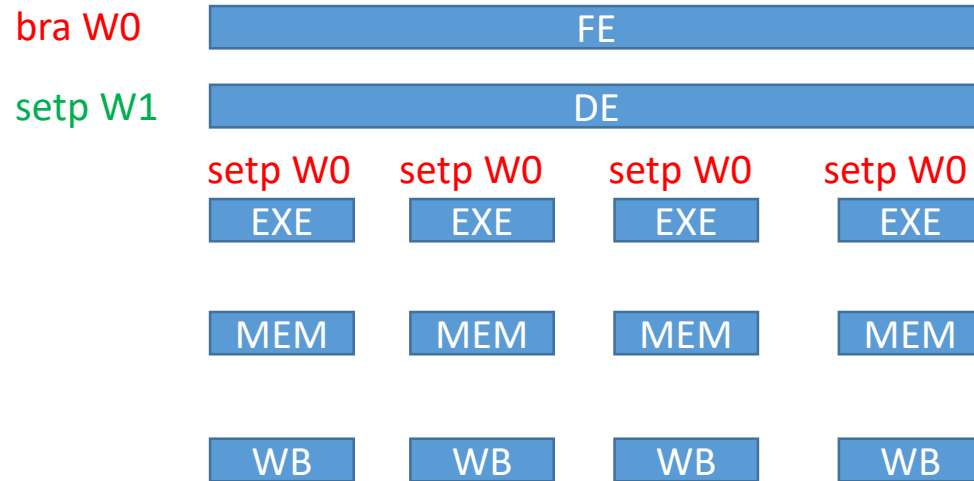 bra W0 FE
setp W1 DE
setp W0 setp W0 setp W0 setp W0
EXE EXE EXE EXE
MEM MEM MEM MEM
WB WB WB WB